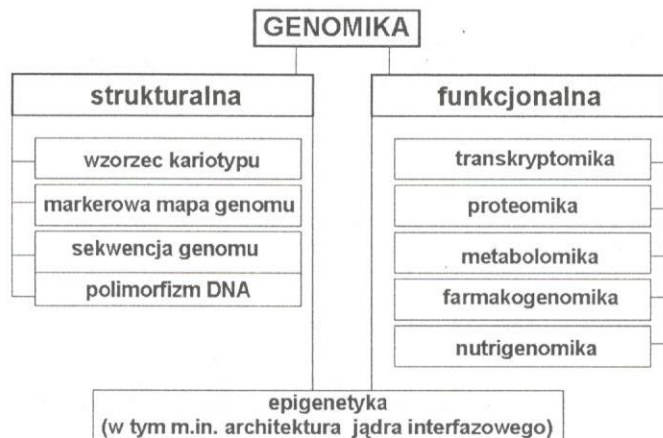 GENOMIKA
strukturalna
wzorzec kariotypu
markerowa mapa genomu
sekwencja genomu
polimorfizm DNA
funkcjonalna
transkryptomika
proteomika
metabolomika
farmakogenomika
nutrigenomika
epigenetyka
(w tym m.in. architektura jądra interfazowego)